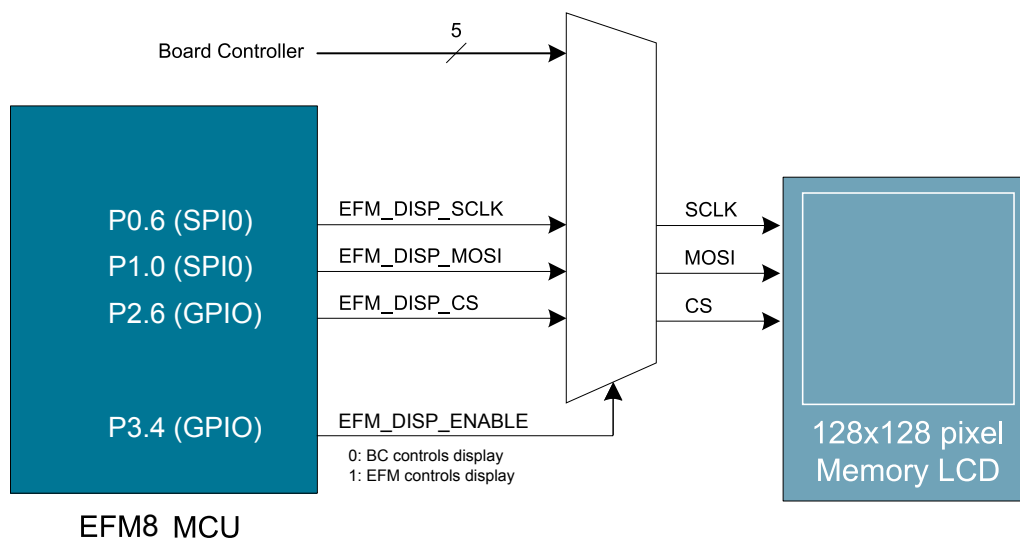 5
Board Controller
P0.6 (SPI0)
EFM_DISP_SCLK
SCLK
P1.0 (SPI0)
EFM_DISP_MOSI
MOSI
P2.6 (GPIO)
EFM_DISP_CS
CS
P3.4 (GPIO)
EFM_DISP_ENABLE
0: BC controls display
1: EFM controls display
128x128 pixel
Memory LCD
EFM8 MCU